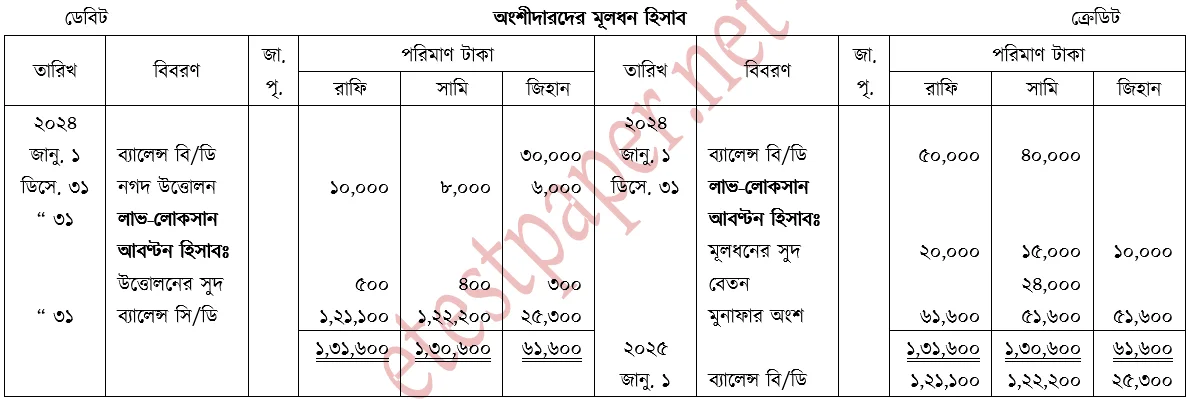 ডেবিট অংশীদারদের মূলধন হিসাব ক্রেডিট
তারিখ বিবরণ জা. পৃ. পরিমাণ টাকা তারিখ বিবরণ জা. পৃ. পরিমাণ টাকা
রাফি সামি জিহান রাফি সামি জিহান
২০২৪ ২০২৪
জানু. ১ ব্যালেন্স বি/ডি ৩০,০০০ জানু. ১ ব্যালেন্স বি/ডি ৫০,০০০ ৪০,০০০
ডিসে. ৩১ নগদ উত্তোলন ১০,০০০ ৮,০০০ ৬,০০০ ডিসে. ৩১ লাভ-লোকসান
“ ৩১ লাভ-লোকসান আবণ্টন হিসাবঃ
আবণ্টন হিসাবঃ মূলধনের সুদ ২০,০০০ ১৫,০০০ ১০,০০০
উত্তোলনের সুদ ৫০০ ৪০০ ৩০০ বেতন ২৪,০০০
“ ৩১ ব্যালেন্স সি/ডি ১,২১,১০০ ১,২২,২০০ ২৫,৩০০ মুনাফার অংশ ৬১,৬০০ ৫১,৬০০ ৫১,৬০০
১,৩১,৬০০ ১,৩০,৬০০ ৬১,৬০০ ২০২৫ ১,৩১,৬০০ ১,৩০,৬০০ ৬১,৬০০
জানু. ১ ব্যালেন্স বি/ডি ১,২১,১০০ ১,২২,২০০ ২৫,৩০০
etestpaper.net